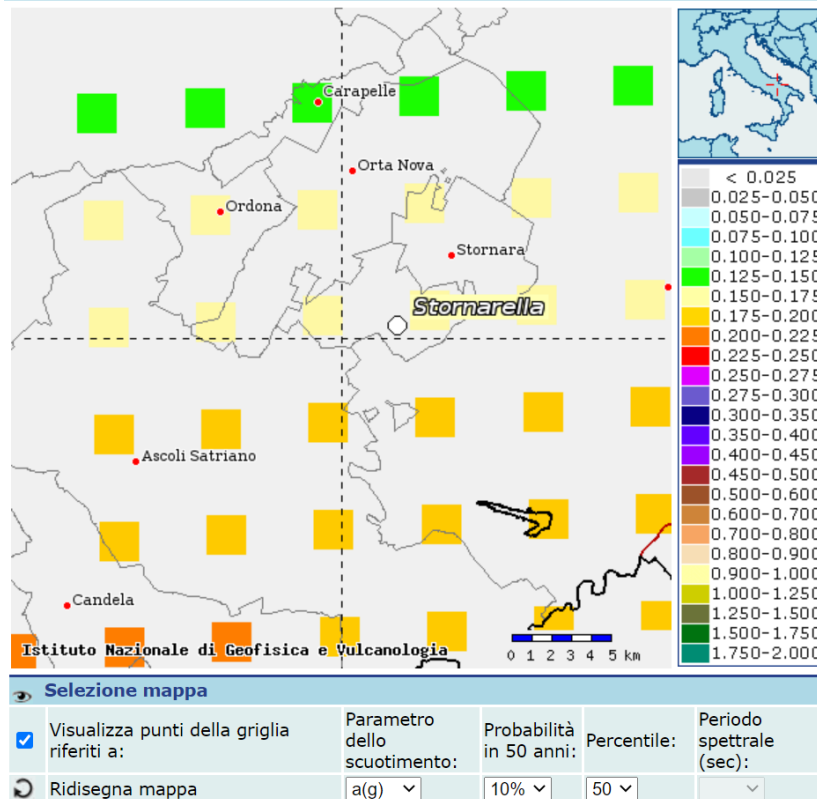 Carapelle
Orta Nova
Ordona
Stornara
Stornarella
Ascoli Satriano
Candela
Istituto Nazionale di Geofisica e Vulcanologia
0 1 2 3 4 5 km
< 0.025
0.025-0.050
0.050-0.075
0.075-0.100
0.100-0.125
0.125-0.150
0.150-0.175
0.175-0.200
0.200-0.225
0.225-0.250
0.250-0.275
0.275-0.300
0.300-0.350
0.350-0.400
0.400-0.450
0.450-0.500
0.500-0.600
0.600-0.700
0.700-0.800
0.800-0.900
0.900-1.000
1.000-1.250
1.250-1.500
1.500-1.750
1.750-2.000
Selezione mappa
Visualizza punti della griglia
riferiti a:
Parametro
dello
scuotimento:
Probabilità
in 50 anni:
Percentile:
Periodo
spettrale
(sec):
Ridisegna mappa
a(g)
10%
50